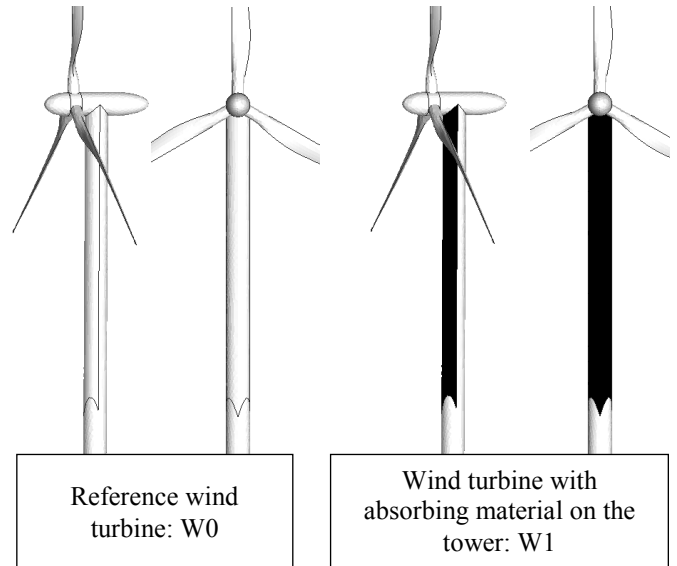 Reference wind
turbine: W0
Wind turbine with
absorbing material on the
tower: W1